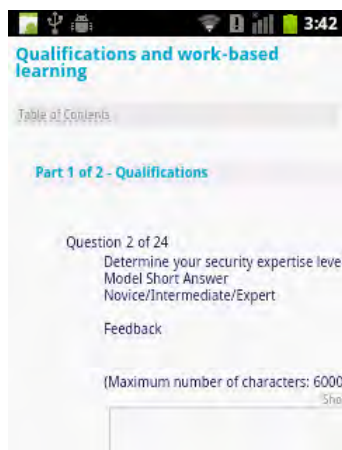 3:42
Qualifications and work-based
learning
Table of Contents
Part 1 of 2 - Qualifications
Question 2 of 24
Determine your security expertise leve
Model Short Answer
Novice/Intermediate/Expert
Feedback
(Maximum number of characters: 6000
Sho